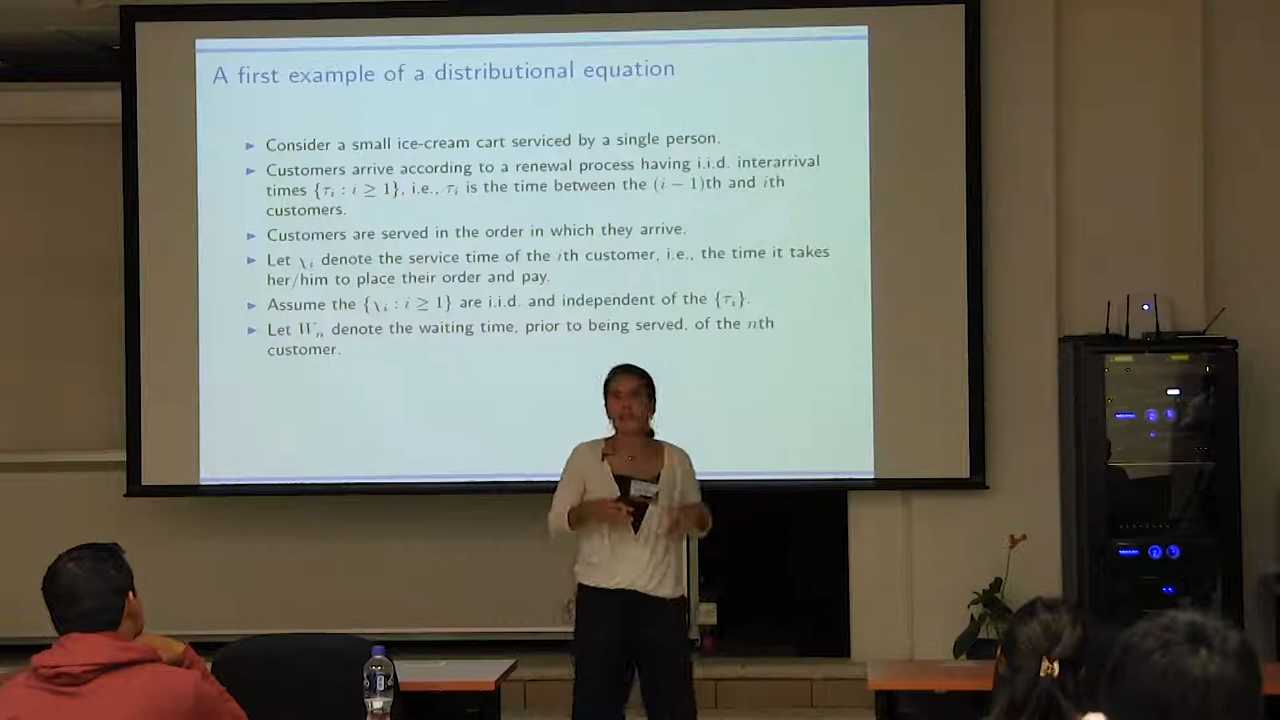 A first example of a distributional equation
▶ Consider a small ice-cream cart serviced by a single person.
▶ Customers arrive according to a renewal process having i.i.d. interarrival
times {τᵢ : i ≥ 1}, i.e., τᵢ is the time between the (i − 1)th and ith
customers.
▶ Customers are served in the order in which they arrive.
▶ Let χᵢ denote the service time of the ith customer, i.e., the time it takes
her/him to place their order and pay.
▶ Assume the {χᵢ : i ≥ 1} are i.i.d. and independent of the {τᵢ}.
▶ Let Wₙ denote the waiting time, prior to being served, of the nth
customer.